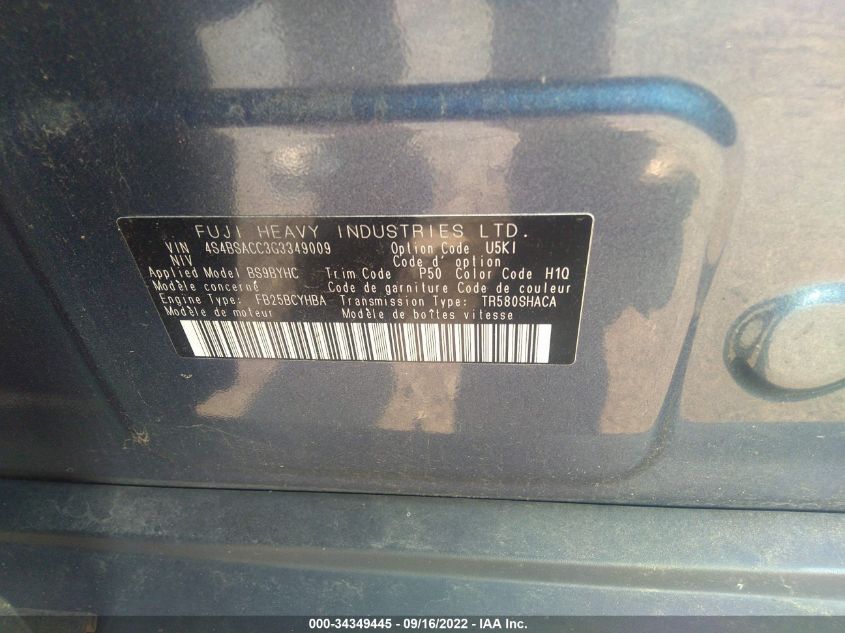 FUJI HEAVY INDUSTRIES LTD.
VIN 4S4BSACC3G3349009 Option Code U5KI
NIV Code d' option
Applied Model BS9BYHC Trim Code P50 Color Code H1Q
Modèle concerné Code de garniture Code de couleur
Engine Type: FB25BCYHBA Transmission Type: TR580SHACA
Modèle de moteur Modèle de boîtes vitesse
000-34349445 - 09/16/2022 - IAA Inc.